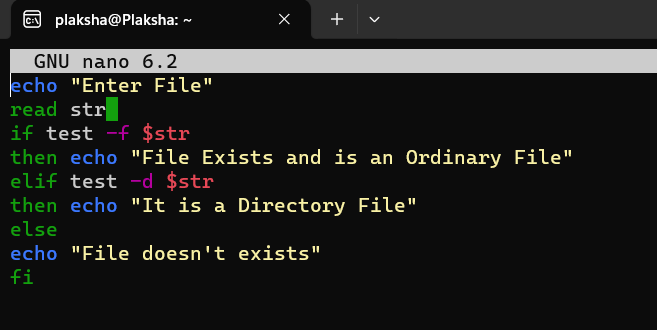 plaksha@Plaksha: ~
GNU nano 6.2
echo "Enter File"
read str
if test -f $str
then echo "File Exists and is an Ordinary File"
elif test -d $str
then echo "It is a Directory File"
else
echo "File doesn't exists"
fi